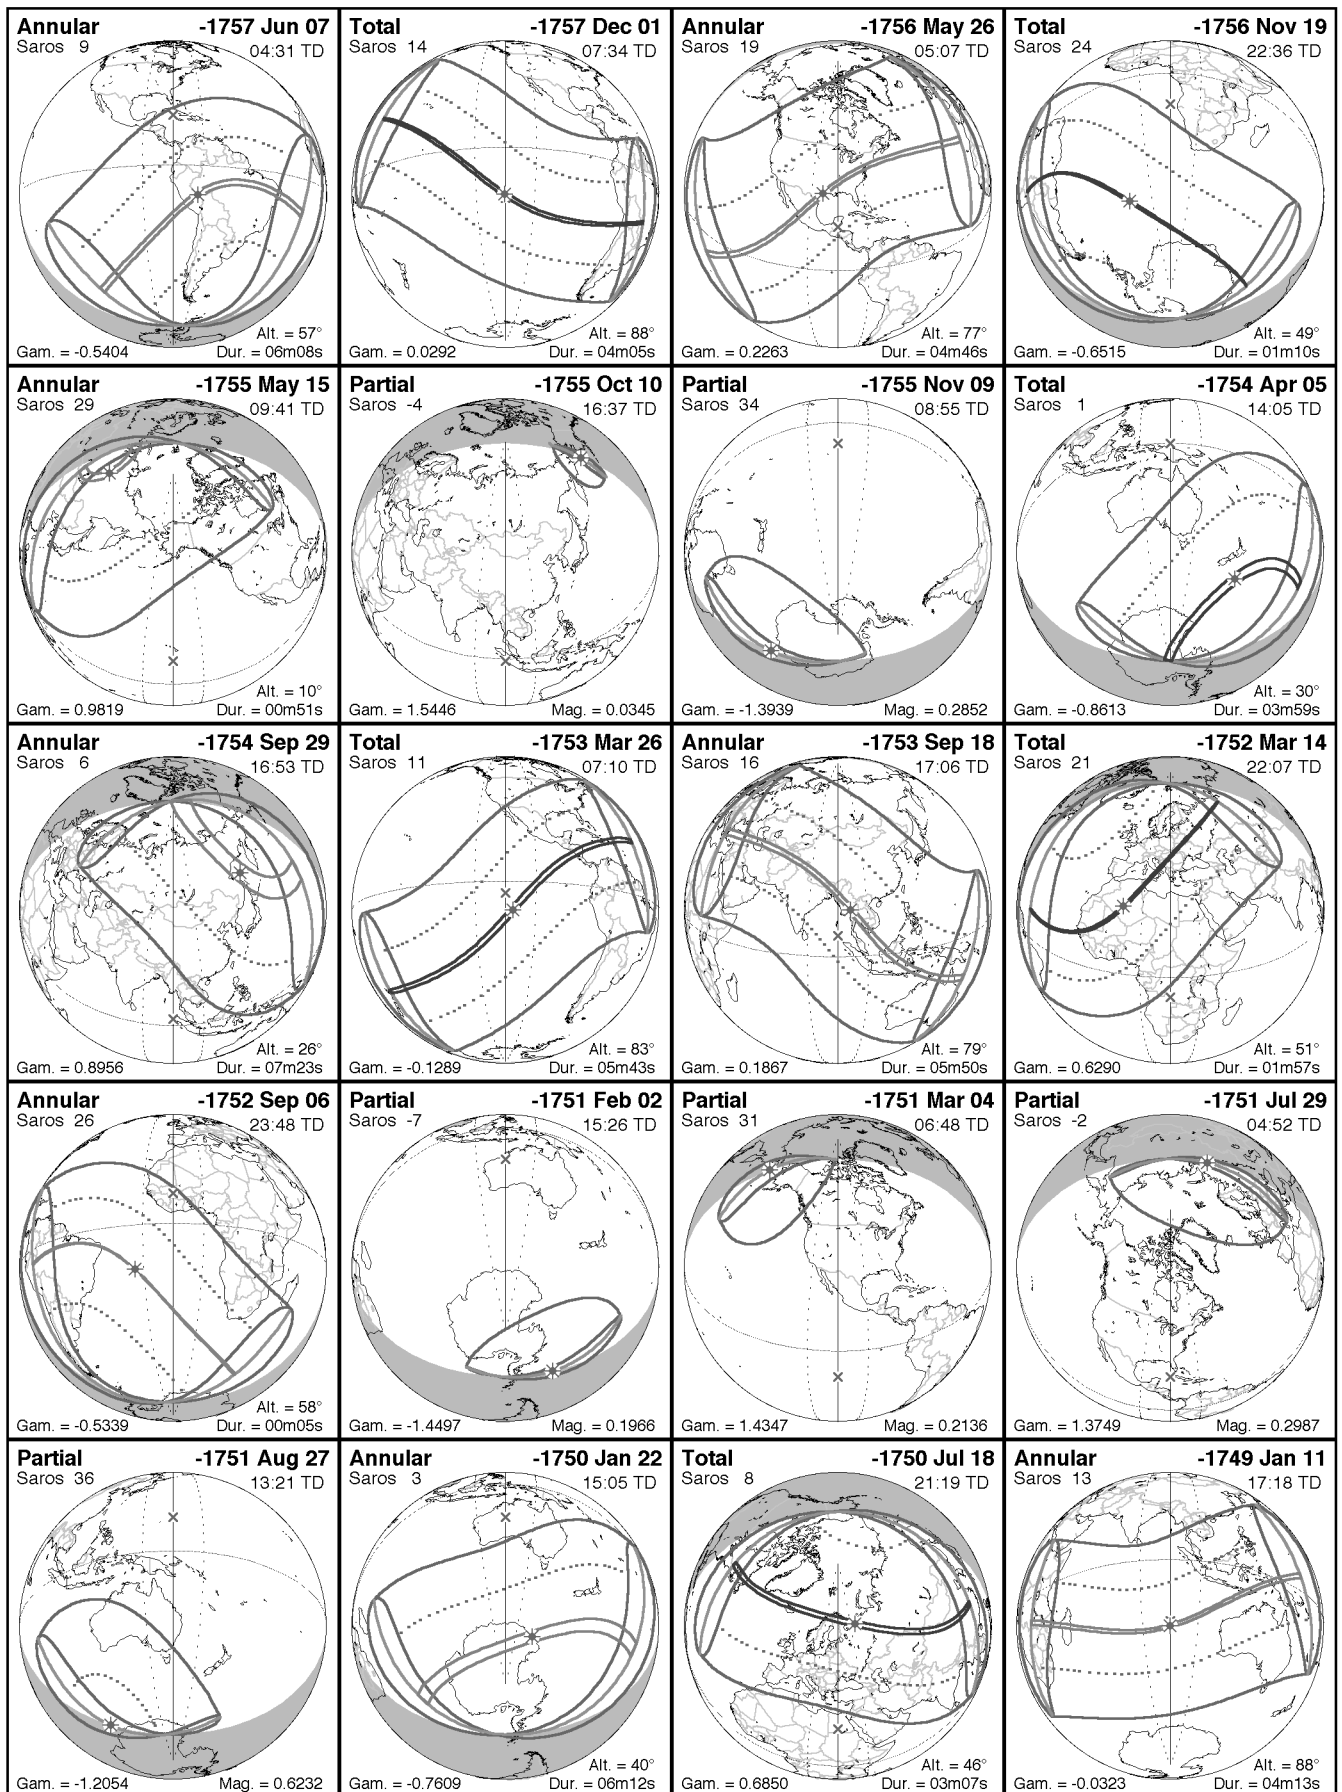 Annular -1757 Jun 07
Saros 9 04:31 TD
Alt. = 57°
Gam. = -0.5404 Dur. = 06m08s
Total -1757 Dec 01
Saros 14 07:34 TD
Alt. = 88°
Gam. = 0.0292 Dur. = 04m05s
Annular -1756 May 26
Saros 19 05:07 TD
Alt. = 77°
Gam. = 0.2263 Dur. = 04m46s
Total -1756 Nov 19
Saros 24 22:36 TD
Alt. = 49°
Gam. = -0.6515 Dur. = 01m10s
Annular -1755 May 15
Saros 29 09:41 TD
Alt. = 10°
Gam. = 0.9819 Dur. = 00m51s
Partial -1755 Oct 10
Saros -4 16:37 TD
Gam. = 1.5446 Mag. = 0.0345
Partial -1755 Nov 09
Saros 34 08:55 TD
Gam. = -1.3939 Mag. = 0.2852
Total -1754 Apr 05
Saros 1 14:05 TD
Alt. = 30°
Gam. = -0.8613 Dur. = 03m59s
Annular -1754 Sep 29
Saros 6 16:53 TD
Alt. = 26°
Gam. = 0.8956 Dur. = 07m23s
Total -1753 Mar 26
Saros 11 07:10 TD
Alt. = 83°
Gam. = -0.1289 Dur. = 05m43s
Annular -1753 Sep 18
Saros 16 17:06 TD
Alt. = 79°
Gam. = 0.1867 Dur. = 05m50s
Total -1752 Mar 14
Saros 21 22:07 TD
Alt. = 51°
Gam. = 0.6290 Dur. = 01m57s
Annular -1752 Sep 06
Saros 26 23:48 TD
Alt. = 58°
Gam. = -0.5339 Dur. = 00m05s
Partial -1751 Feb 02
Saros -7 15:26 TD
Gam. = -1.4497 Mag. = 0.1966
Partial -1751 Mar 04
Saros 31 06:48 TD
Gam. = 1.4347 Mag. = 0.2136
Partial -1751 Jul 29
Saros -2 04:52 TD
Gam. = 1.3749 Mag. = 0.2987
Partial -1751 Aug 27
Saros 36 13:21 TD
Gam. = -1.2054 Mag. = 0.6232
Annular -1750 Jan 22
Saros 3 15:05 TD
Alt. = 40°
Gam. = -0.7609 Dur. = 06m12s
Total -1750 Jul 18
Saros 8 21:19 TD
Alt. = 46°
Gam. = 0.6850 Dur. = 03m07s
Annular -1749 Jan 11
Saros 13 17:18 TD
Alt. = 88°
Gam. = -0.0323 Dur. = 04m13s